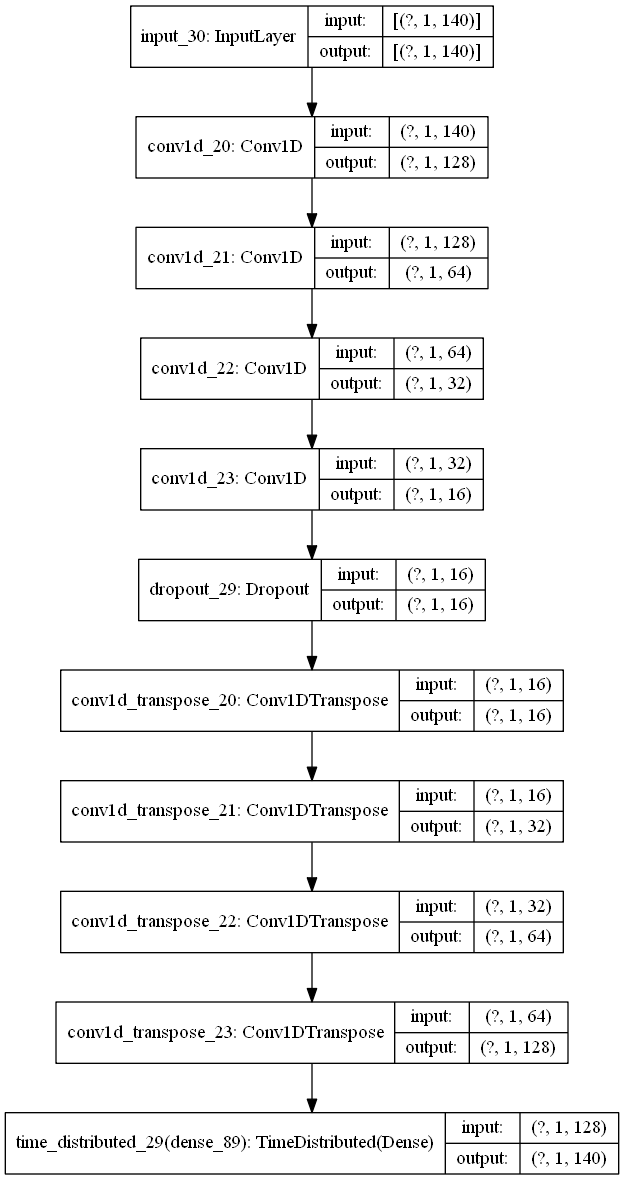 input_30: InputLayer
input: [(?, 1, 140)]
output: [(?, 1, 140)]
conv1d_20: Conv1D
input: (?, 1, 140)
output: (?, 1, 128)
conv1d_21: Conv1D
input: (?, 1, 128)
output: (?, 1, 64)
conv1d_22: Conv1D
input: (?, 1, 64)
output: (?, 1, 32)
conv1d_23: Conv1D
input: (?, 1, 32)
output: (?, 1, 16)
dropout_29: Dropout
input: (?, 1, 16)
output: (?, 1, 16)
conv1d_transpose_20: Conv1DTranspose
input: (?, 1, 16)
output: (?, 1, 16)
conv1d_transpose_21: Conv1DTranspose
input: (?, 1, 16)
output: (?, 1, 32)
conv1d_transpose_22: Conv1DTranspose
input: (?, 1, 32)
output: (?, 1, 64)
conv1d_transpose_23: Conv1DTranspose
input: (?, 1, 64)
output: (?, 1, 128)
time_distributed_29(dense_89): TimeDistributed(Dense)
input: (?, 1, 128)
output: (?, 1, 140)